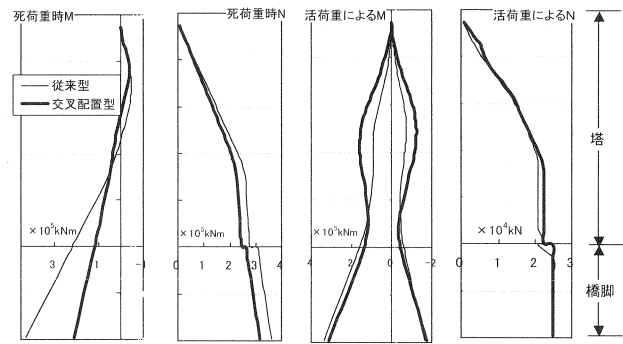 死荷重時M
死荷重時N
活荷重によるM
活荷重によるN
従来型
交叉配置型
塔
×10⁵kNm
×10⁵kNm
×10⁵kNm
×10⁴kN
3 1 -1
0 1 2 3 4
4 2 0 2
0 1 2 3
橋脚